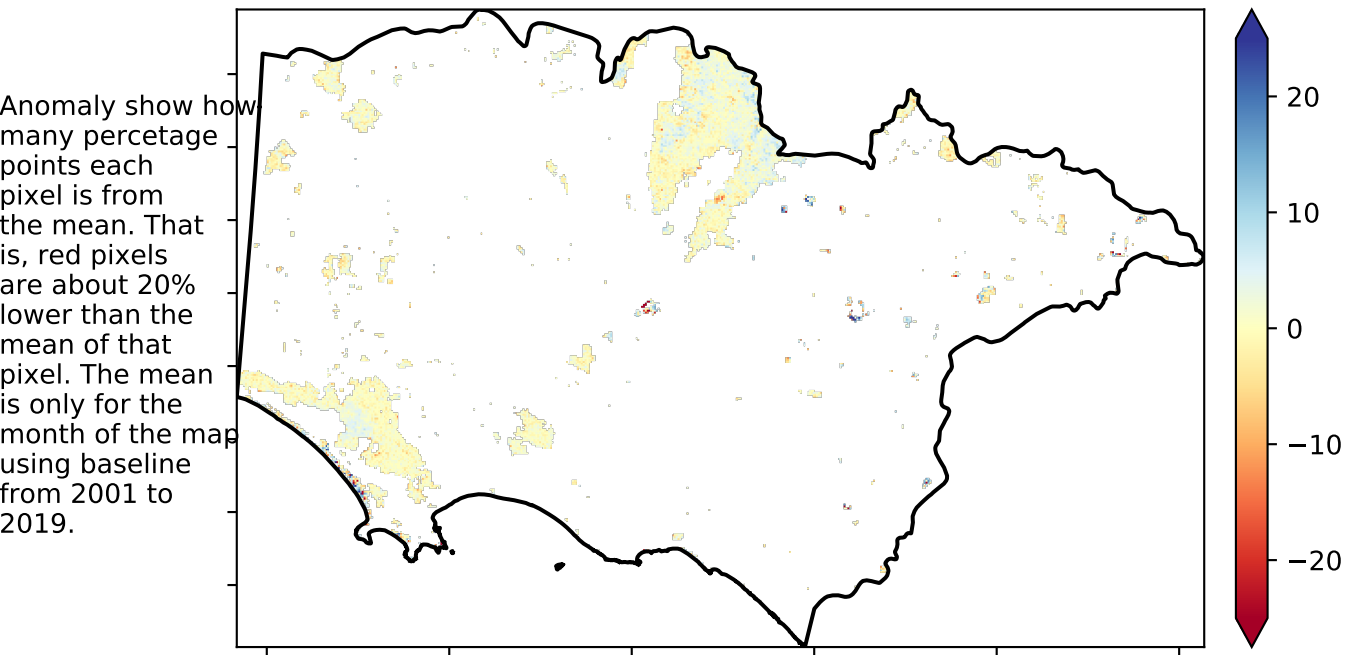 Anomaly show how
many percetage
points each
pixel is from
the mean. That
is, red pixels
are about 20%
lower than the
mean of that
pixel. The mean
is only for the
month of the map
using baseline
from 2001 to
2019.
20
10
0
−10
−20